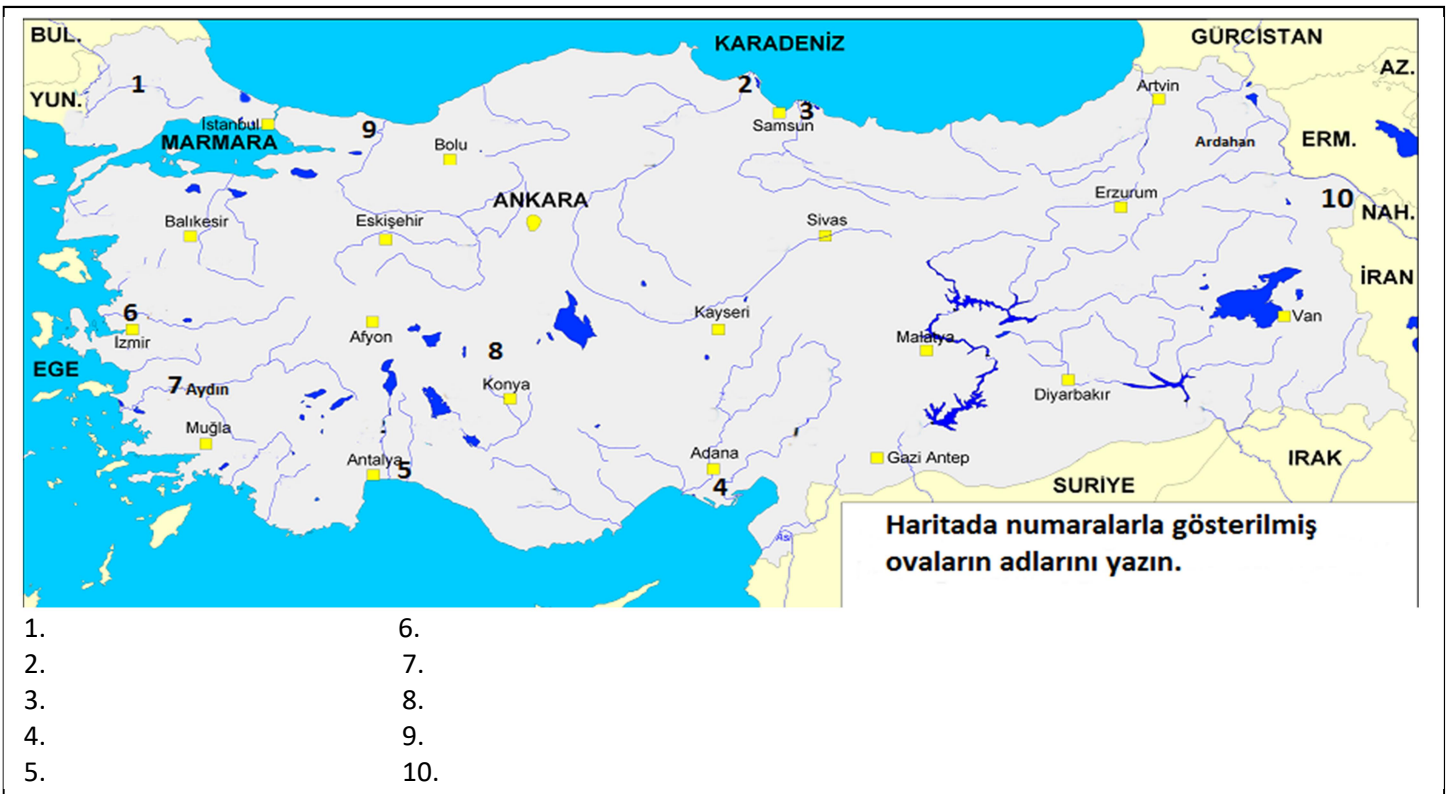 BUL.
KARADENİZ
GÜRCİSTAN
AZ.
1
2
Artvin
YUN.
İstanbul
9
3
Samsun
MARMARA
Bolu
Ardahan
ERM.
ANKARA
Erzurum
10
NAH.
Balıkesir
Eskişehir
Sivas
İRAN
6
Izmir
Afyon
Kayseri
Van
Malatya
8
EGE
7 Aydın
Konya
Diyarbakır
Muğla
Antalya
5
Adana
4
Gazi Antep
IRAK
SURİYE
As
Haritada numaralarla gösterilmiş
ovaların adlarını yazın.
1.
2.
3.
4.
5.
6.
7.
8.
9.
10.